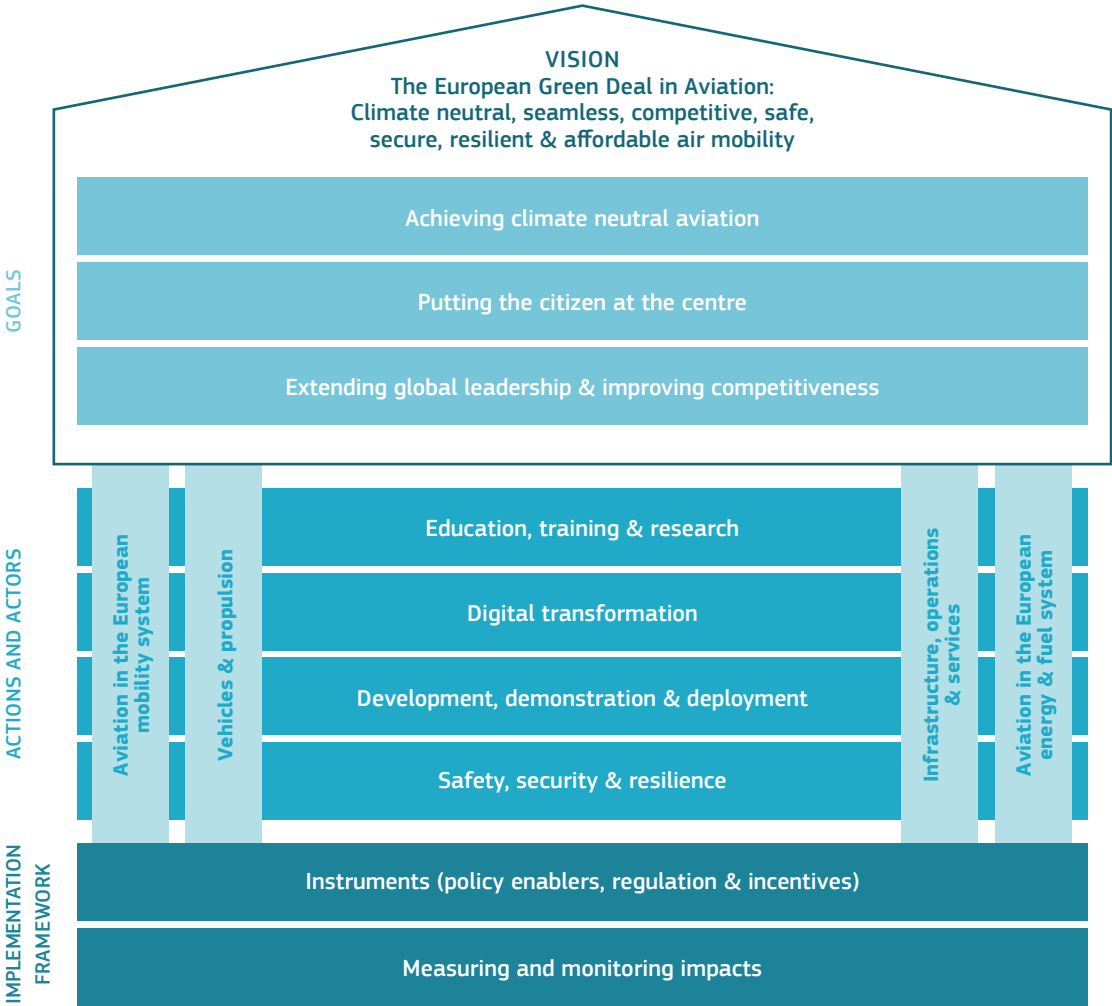 VISION
The European Green Deal in Aviation:
Climate neutral, seamless, competitive, safe,
secure, resilient & affordable air mobility
GOALS
Achieving climate neutral aviation
Putting the citizen at the centre
Extending global leadership & improving competitiveness
ACTIONS AND ACTORS
Aviation in the European
mobility system
Vehicles & propulsion
Education, training & research
Digital transformation
Development, demonstration & deployment
Safety, security & resilience
Infrastructure, operations
& services
Aviation in the European
energy & fuel system
IMPLEMENTATION
FRAMEWORK
Instruments (policy enablers, regulation & incentives)
Measuring and monitoring impacts